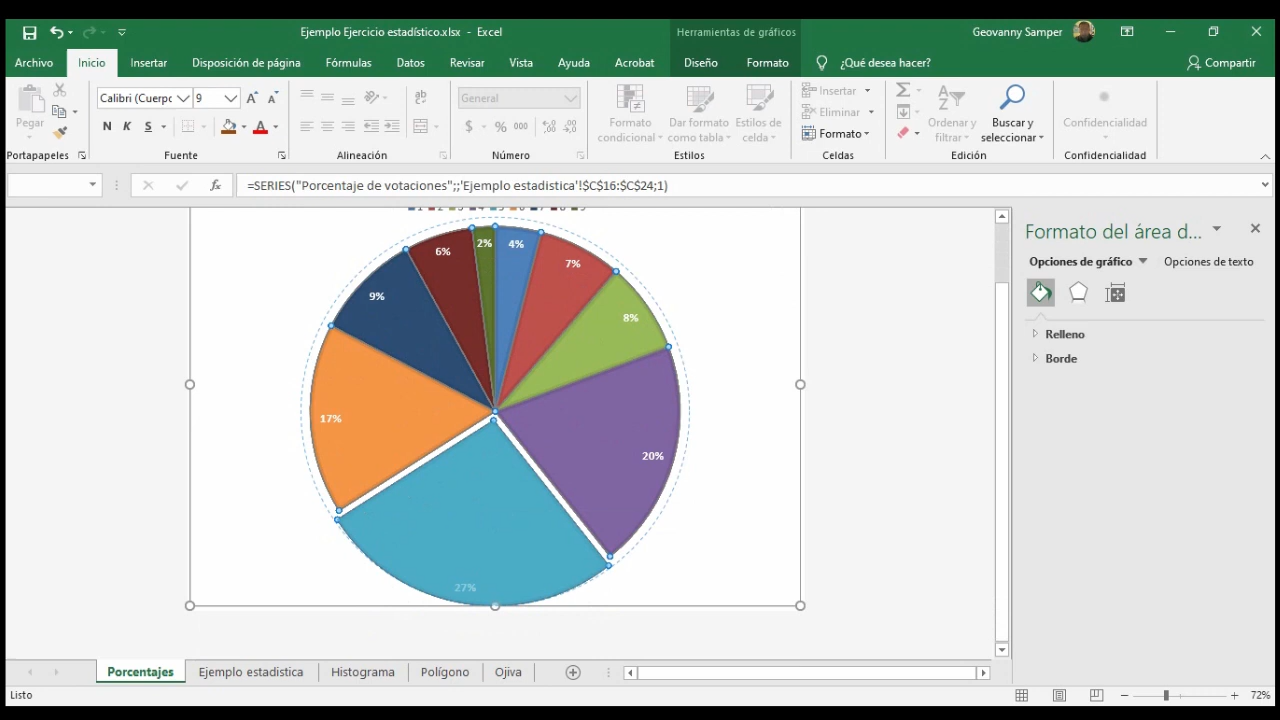 Ejemplo Ejercicio estadístico.xlsx - Excel
Herramientas de gráficos
Geovanny Samper
Archivo Inicio Insertar Disposición de página Fórmulas Datos Revisar Vista Ayuda Acrobat Diseño Formato ¿Qué desea hacer? Compartir
Pegar
Calibri (Cuerpo 9
N K S
General
$ % 000
Formato condicional
Dar formato como tabla
Estilos de celda
Insertar
Eliminar
Formato
Ordenar y filtrar
Buscar y seleccionar
Confidencialidad
Portapapeles Fuente Alineación Número Estilos Celdas Edición Confidencialidad
=SERIES("Porcentaje de votaciones";;'Ejemplo estadistica'!$C$16:$C$24;1)
Formato del área d...
Opciones de gráfico Opciones de texto
Relleno
Borde
2% 4%
6% 7%
9% 8%
17%
20%
27%
Porcentajes Ejemplo estadistica Histograma Polígono Ojiva
Listo
72%